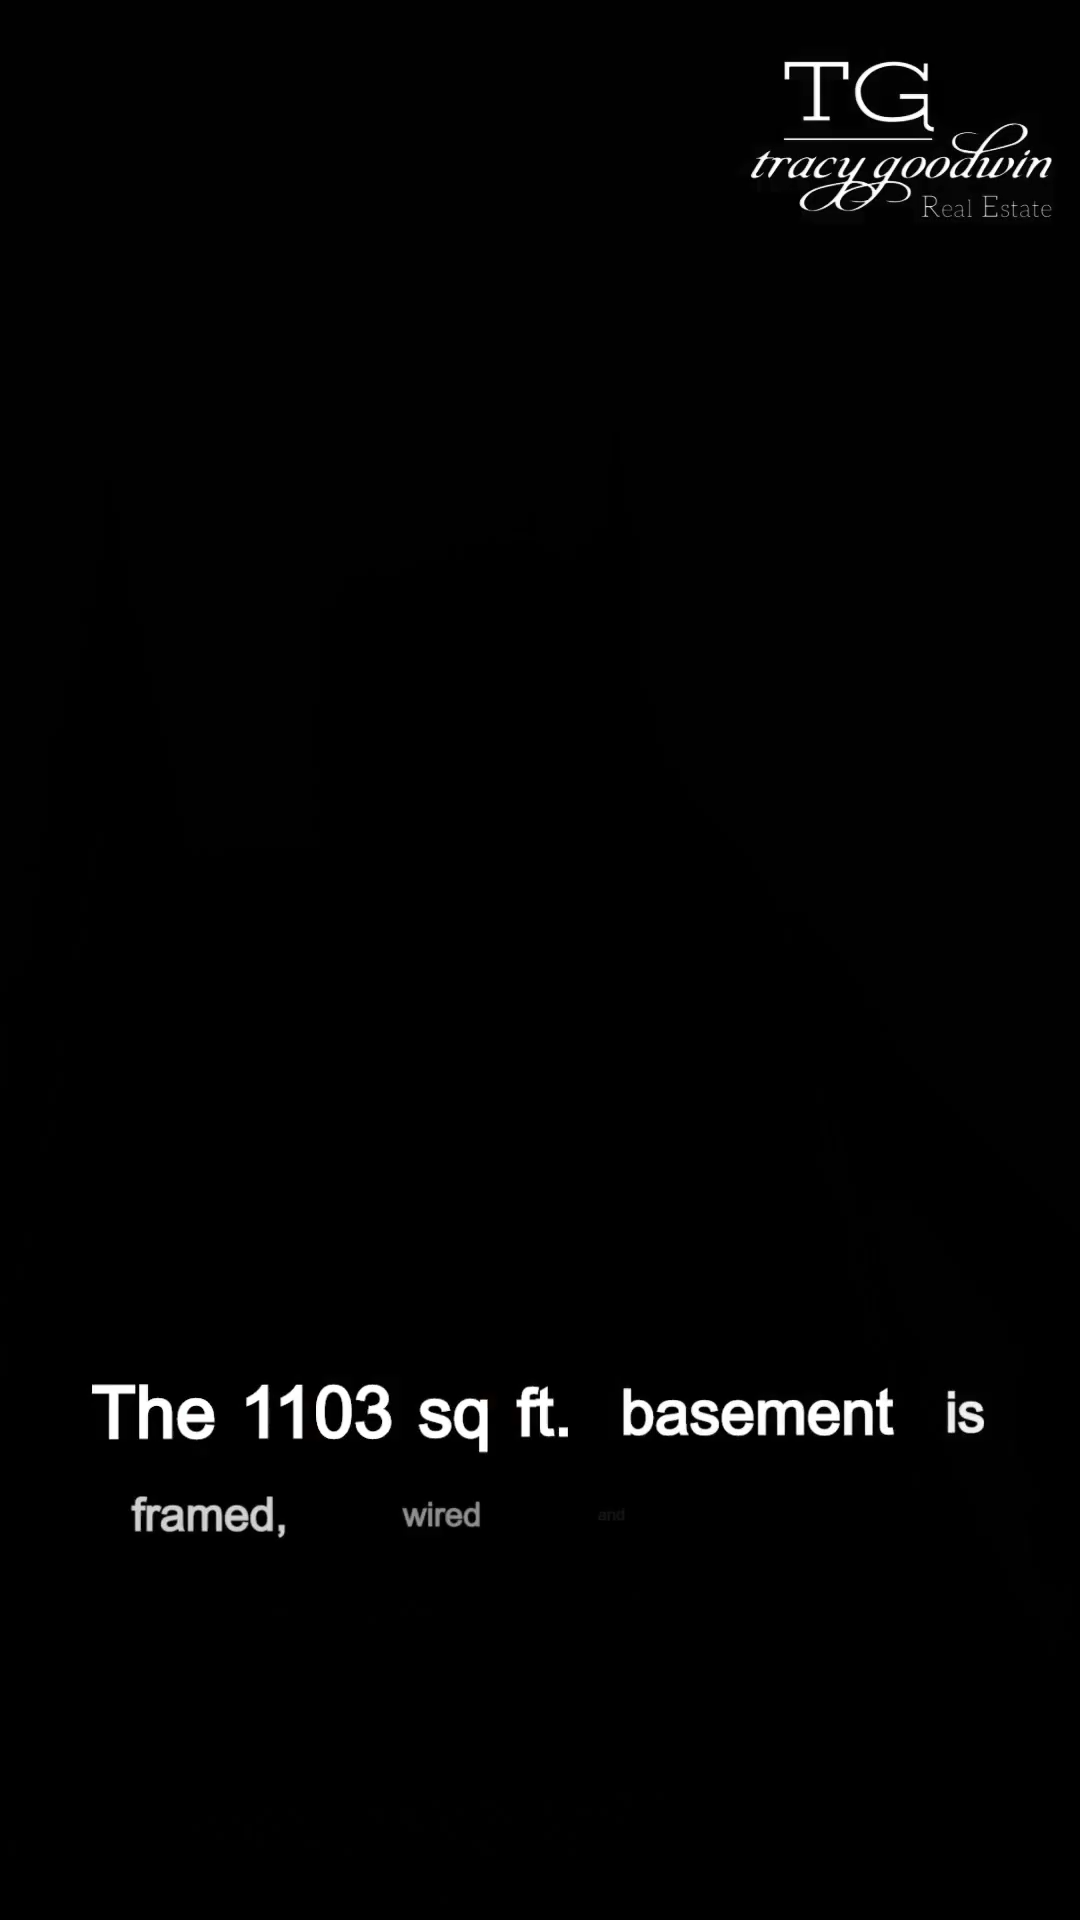 TG
tracy goodwin
Real Estate
The 1103 sq ft. basement is
framed, wired and